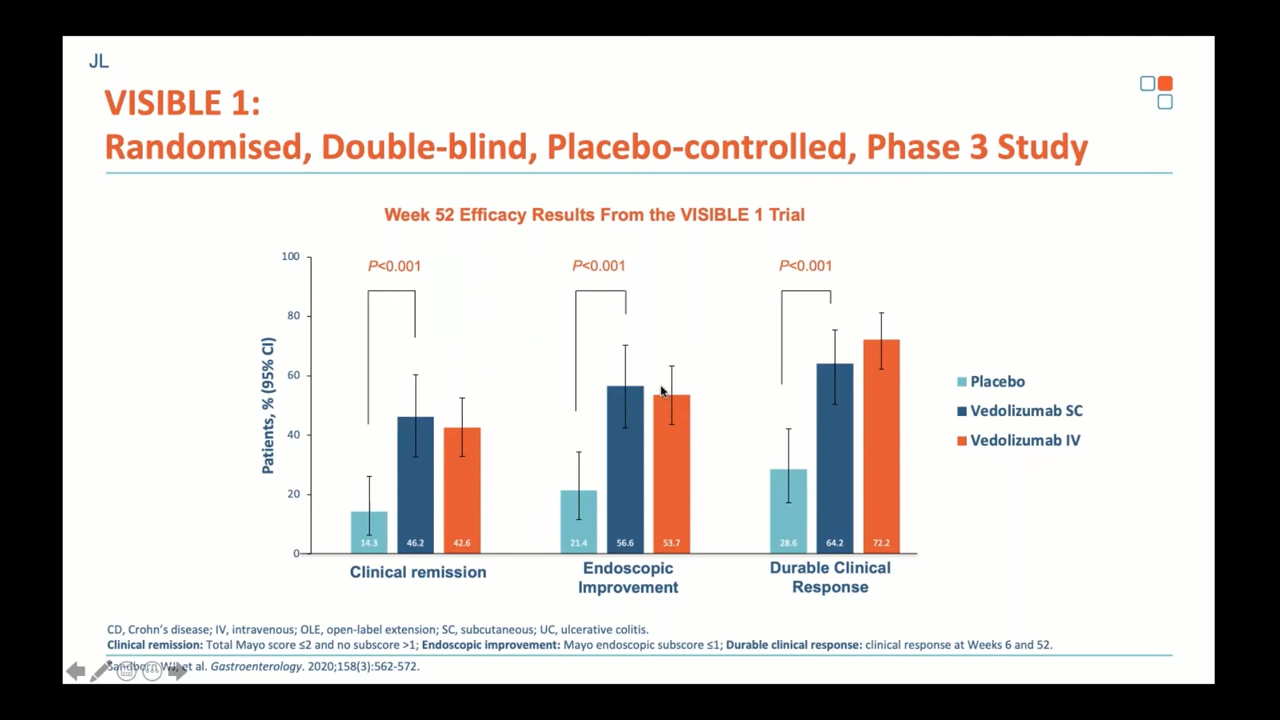 JL
VISIBLE 1:
Randomised, Double-blind, Placebo-controlled, Phase 3 Study
Week 52 Efficacy Results From the VISIBLE 1 Trial
Patients, % (95% CI)
100
80
60
40
20
0
P<0.001
P<0.001
P<0.001
14.3
46.2
42.6
21.4
56.6
53.7
28.6
64.2
72.2
Clinical remission
Endoscopic
Improvement
Durable Clinical
Response
Placebo
Vedolizumab SC
Vedolizumab IV
CD, Crohn's disease; IV, intravenous; OLE, open-label extension; SC, subcutaneous; UC, ulcerative colitis.
Clinical remission: Total Mayo score ≤2 and no subscore >1; Endoscopic improvement: Mayo endoscopic subscore ≤1; Durable clinical response: clinical response at Weeks 6 and 52.
et al. Gastroenterology. 2020;158(3):562-572.